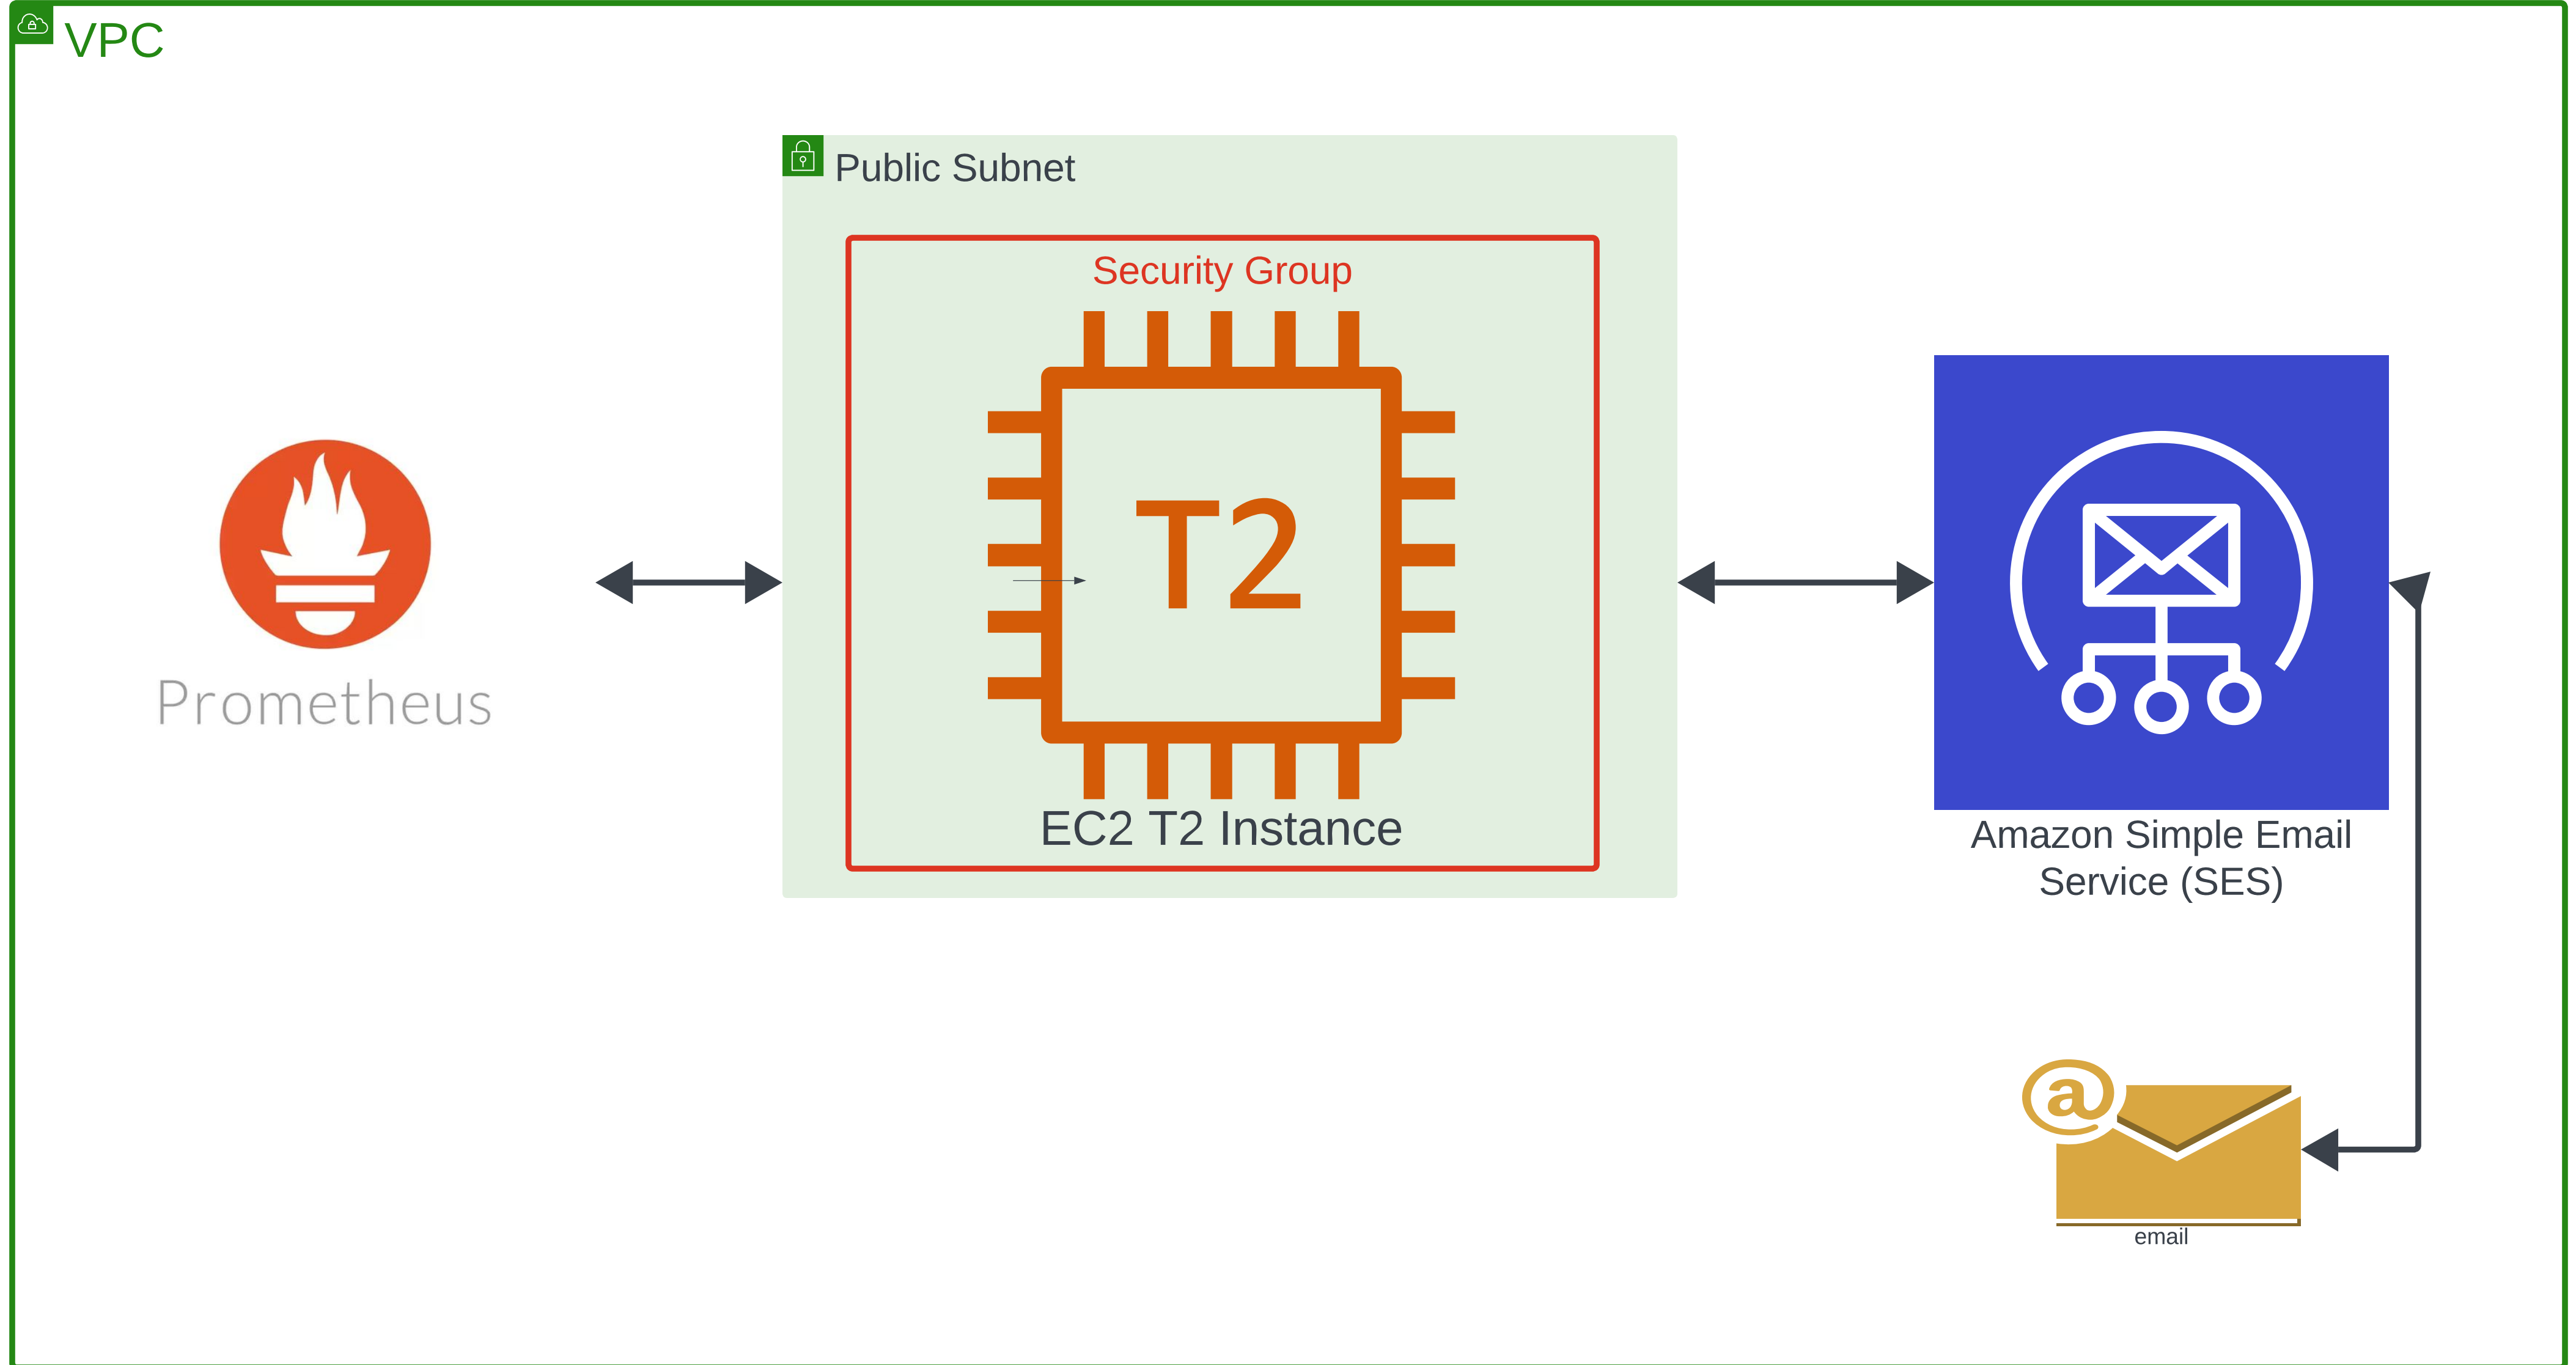 VPC
Public Subnet
Security Group
T2
EC2 T2 Instance
Prometheus
Amazon Simple Email
Service (SES)
@
email